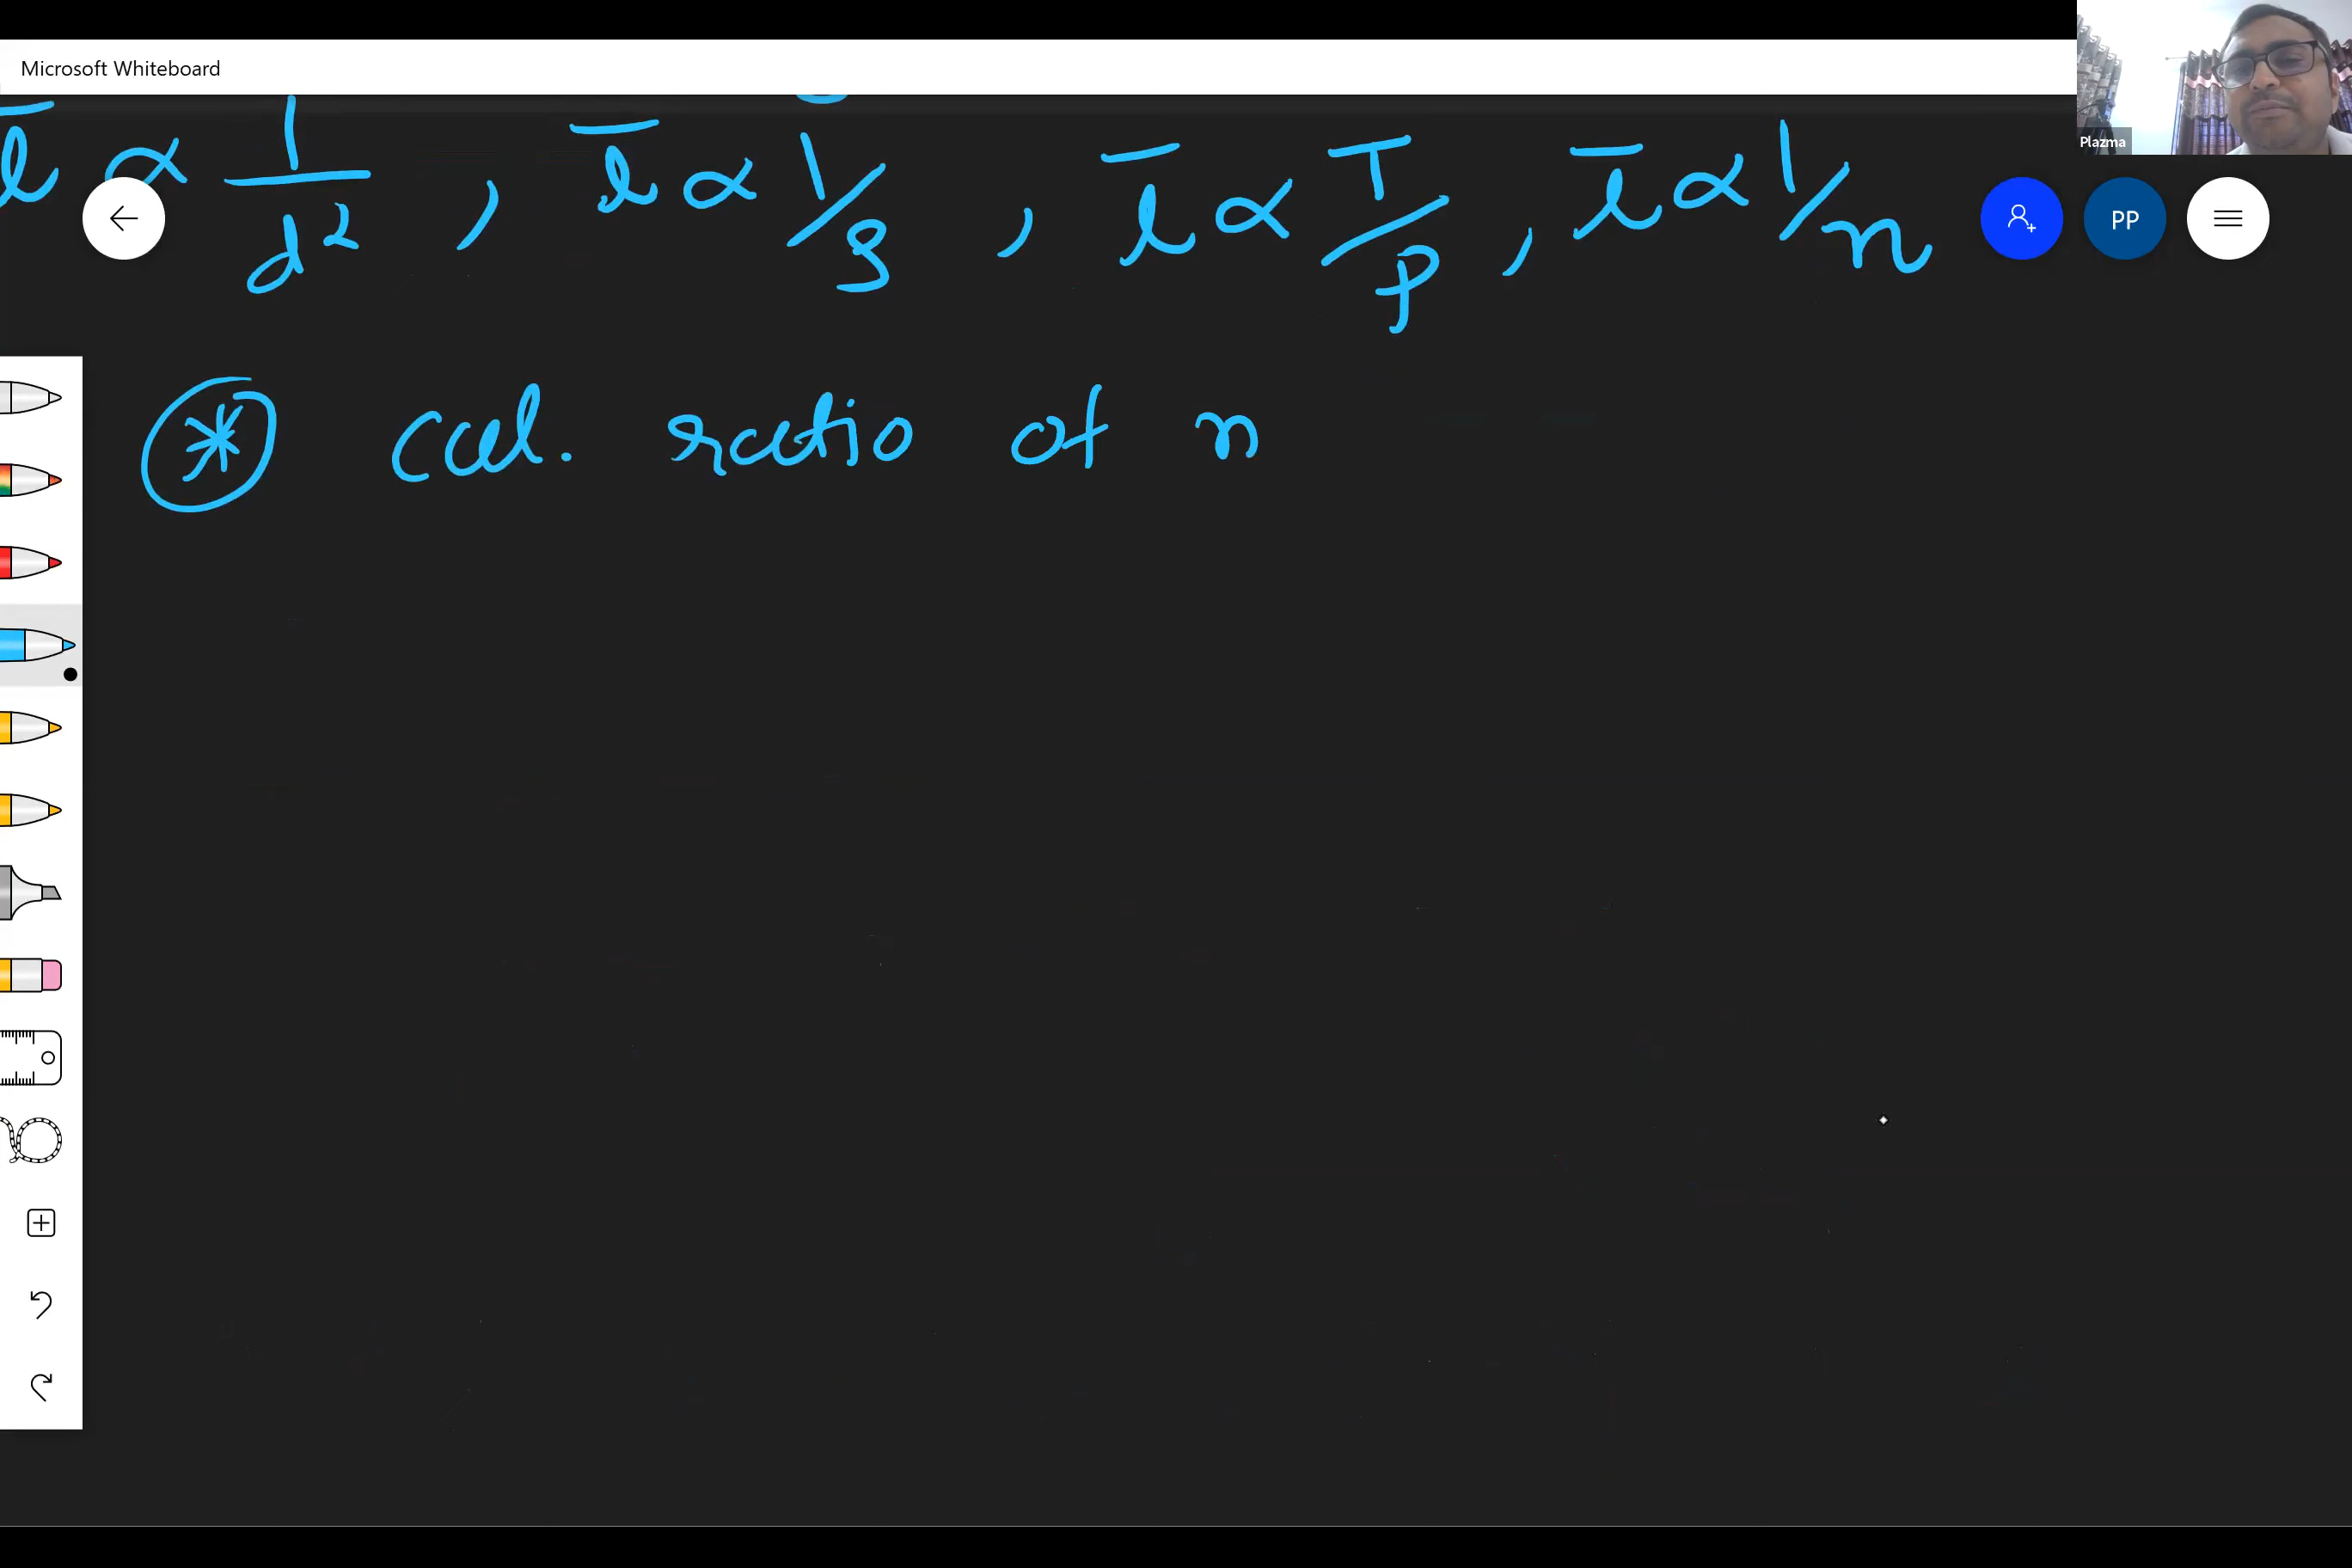 Plazma
Microsoft Whiteboard
l̄ ∝ 1/d², l̄ ∝ 1/ρ, l̄ ∝ T/P, l̄ ∝ 1/n
PP
* cal. ratio of n